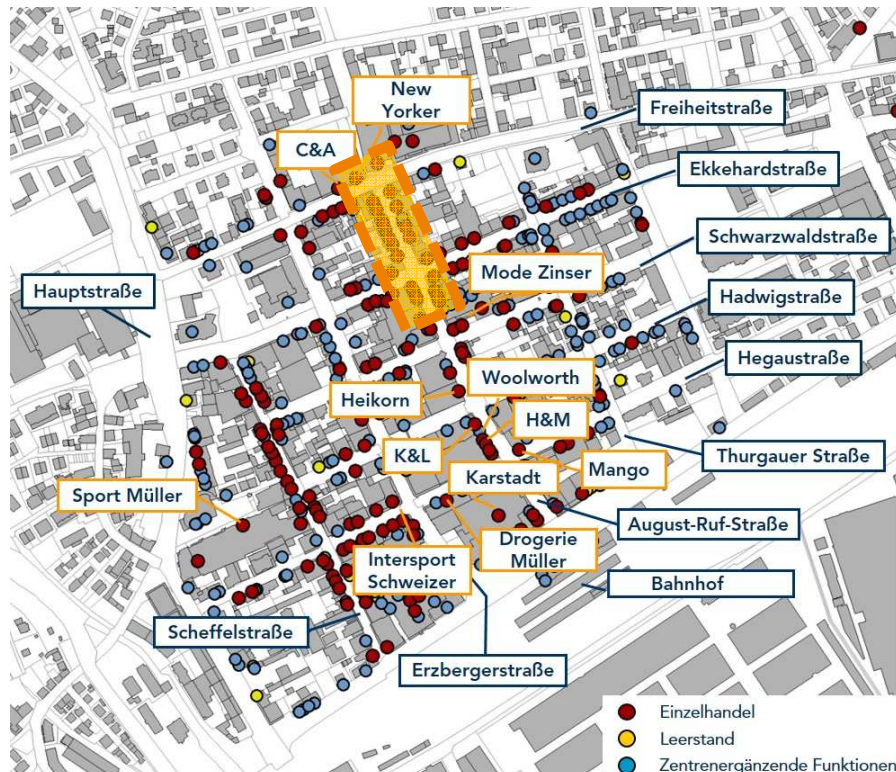 New
Yorker
Freiheitstraße
C&A
Ekkehardstraße
Schwarzwaldstraße
Mode Zinser
Hauptstraße
Hadwigstraße
Hegaustraße
Woolworth
Heikorn
H&M
K&L
Thurgauer Straße
Mango
Karstadt
Sport Müller
August-Ruf-Straße
Drogerie
Müller
Intersport
Schweizer
Bahnhof
Scheffelstraße
Erzbergerstraße
Einzelhandel
Leerstand
Zentrenergänzende Funktionen